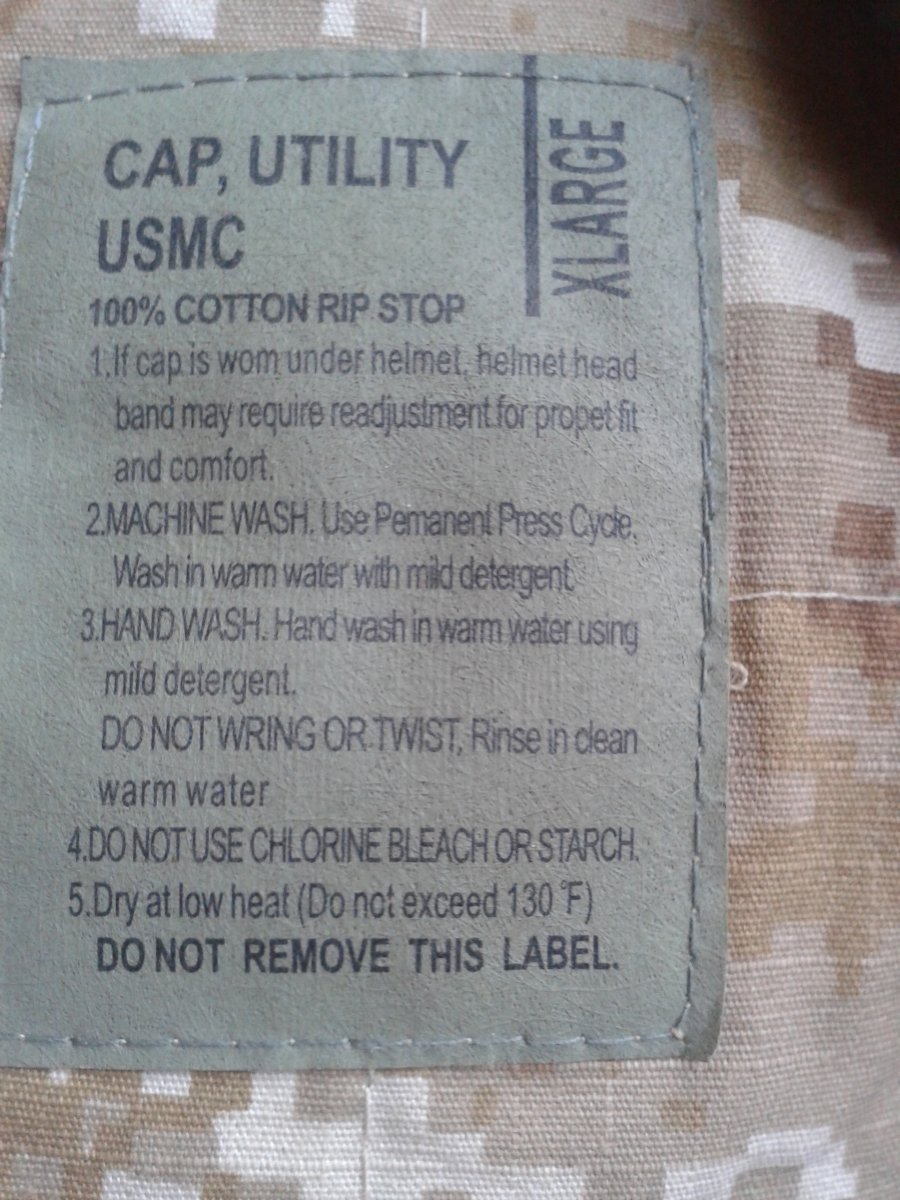 CAP, UTILITY
USMC
XLARGE
100% COTTON RIP STOP
1.If cap is wom under helmet, helmet head
band may require readjustment for propet fit
and comfort.
2.MACHINE WASH. Use Pemanent Press Cycle.
Wash in warm water with mild detergent.
3.HAND WASH. Hand wash in warm water using
mild detergent.
DO NOT WRING OR TWIST, Rinse in clean
warm water
4.DO NOT USE CHLORINE BLEACH OR STARCH.
5.Dry at low heat (Do not exceed 130°F)
DO NOT REMOVE THIS LABEL.